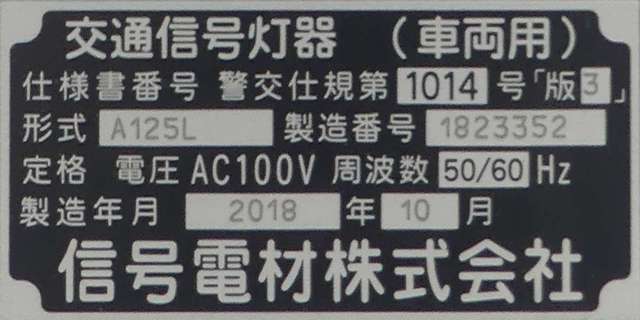 交通信号灯器 （車両用）
仕様書番号 警交仕規第 1014 号「版3」
形式 A125L 製造番号 1823352
定格 電圧 AC100V 周波数 50/60 Hz
製造年月 2018 年 10 月
信号電材株式会社